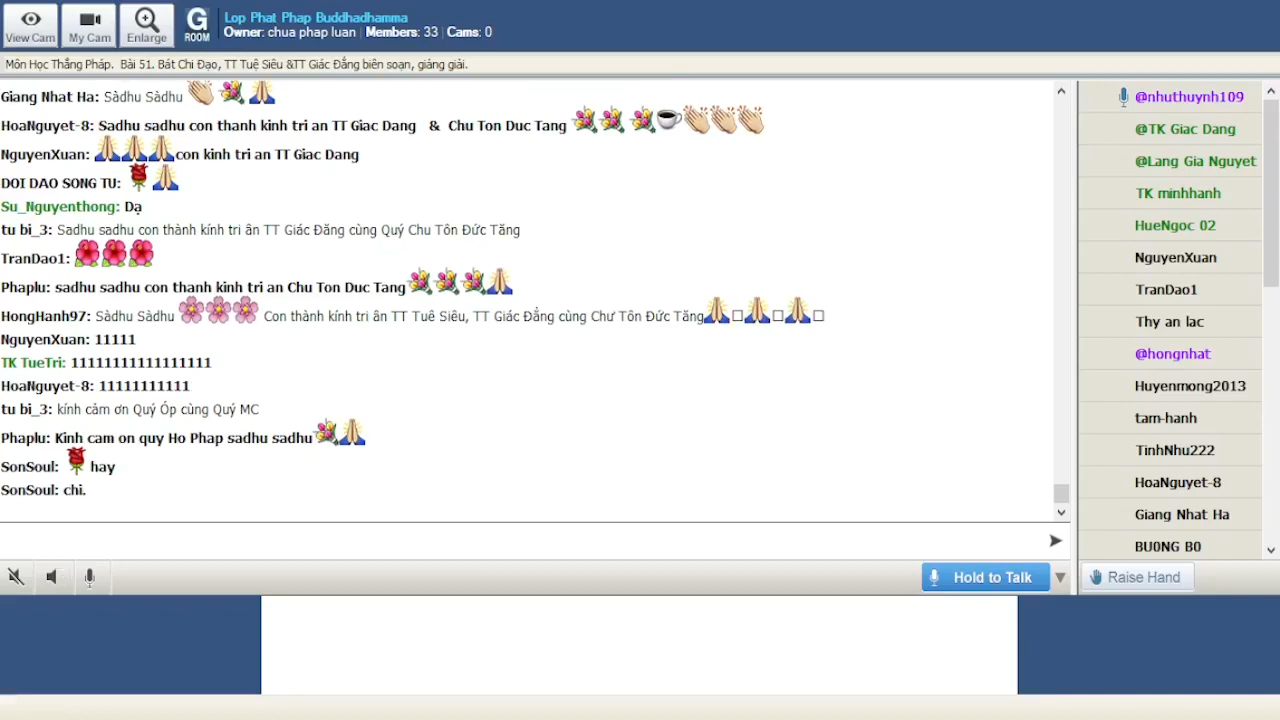 View Cam
My Cam
Enlarge
G
ROOM
Lop Phat Phap Buddhadhamma
Owner: chua phap luan | Members: 33 | Cams: 0
Môn Học Thắng Pháp. Bài 51. Bát Chi Đạo, TT Tuệ Siêu &TT Giác Đẳng biên soạn, giảng giải.
Giang Nhat Ha: Sàdhu Sàdhu
HoaNguyet-8: Sadhu sadhu con thanh kinh tri an TT Giac Dang & Chu Ton Duc Tang
NguyenXuan: con kinh tri an TT Giac Dang
DOI DAO SONG TU:
Su_Nguyenthong: Dạ
tu bi_3: Sadhu sadhu con thành kính tri ân TT Giác Đăng cùng Quý Chu Tôn Đức Tăng
TranDao1:
Phaplu: sadhu sadhu con thanh kinh tri an Chu Ton Duc Tang
HongHanh97: Sàdhu Sàdhu Con thành kính tri ân TT Tuê Siêu, TT Giác Đẳng cùng Chư Tôn Đức Tăng
NguyenXuan: 11111
TK TueTri: 11111111111111111
HoaNguyet-8: 11111111111
tu bi_3: kính cảm ơn Quý Óp cùng Quý MC
Phaplu: Kinh cam on quy Ho Phap sadhu sadhu
SonSoul: hay
SonSoul: chi.
Hold to Talk
@nhuthuynh109
@TK Giac Dang
@Lang Gia Nguyet
TK minhhanh
HueNgoc 02
NguyenXuan
TranDao1
Thy an lac
@hongnhat
Huyenmong2013
tam-hanh
TinhNhu222
HoaNguyet-8
Giang Nhat Ha
BU0NG B0
Raise Hand